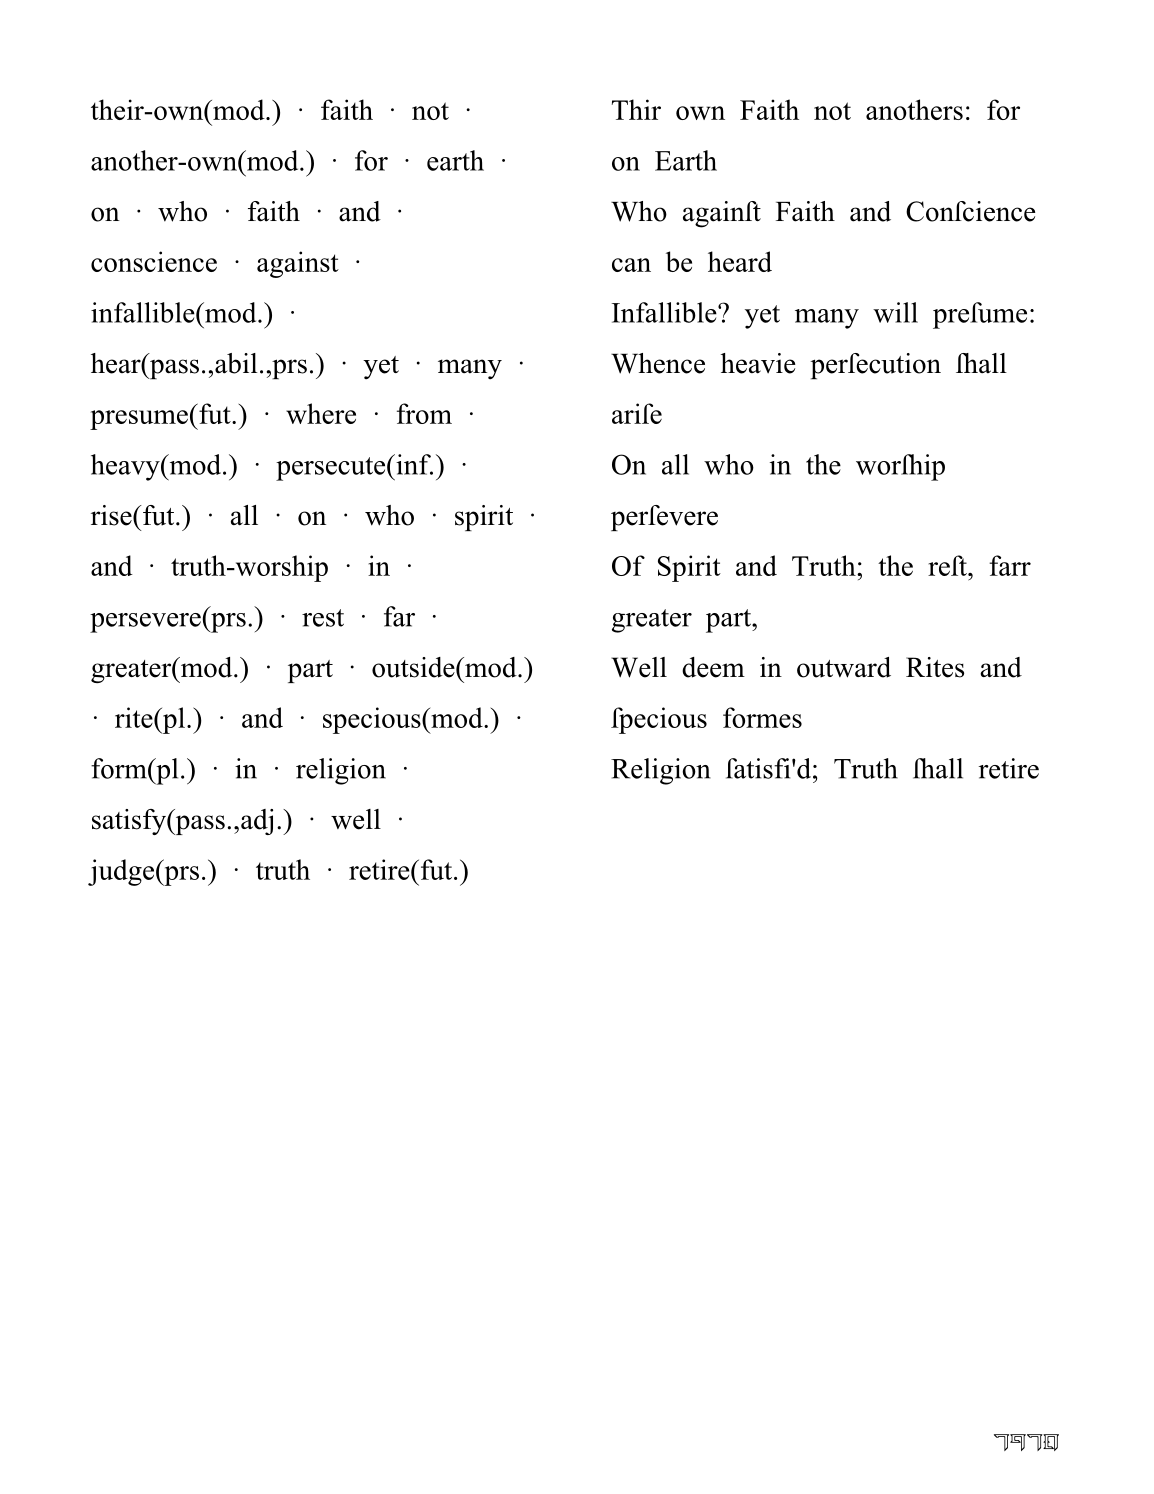 their-own(mod.) · faith · not ·
another-own(mod.) · for · earth ·
on · who · faith · and ·
conscience · against ·
infallible(mod.) ·
hear(pass.,abil.,prs.) · yet · many ·
presume(fut.) · where · from ·
heavy(mod.) · persecute(inf.) ·
rise(fut.) · all · on · who · spirit ·
and · truth-worship · in ·
persevere(prs.) · rest · far ·
greater(mod.) · part · outside(mod.)
· rite(pl.) · and · specious(mod.) ·
form(pl.) · in · religion ·
satisfy(pass.,adj.) · well ·
judge(prs.) · truth · retire(fut.)
Thir own Faith not anothers: for
on Earth
Who againſt Faith and Conſcience
can be heard
Infallible? yet many will preſume:
Whence heavie perſecution ſhall
ariſe
On all who in the worſhip
perſevere
Of Spirit and Truth; the reſt, farr
greater part,
Well deem in outward Rites and
ſpecious formes
Religion ſatisfi'd; Truth ſhall retire